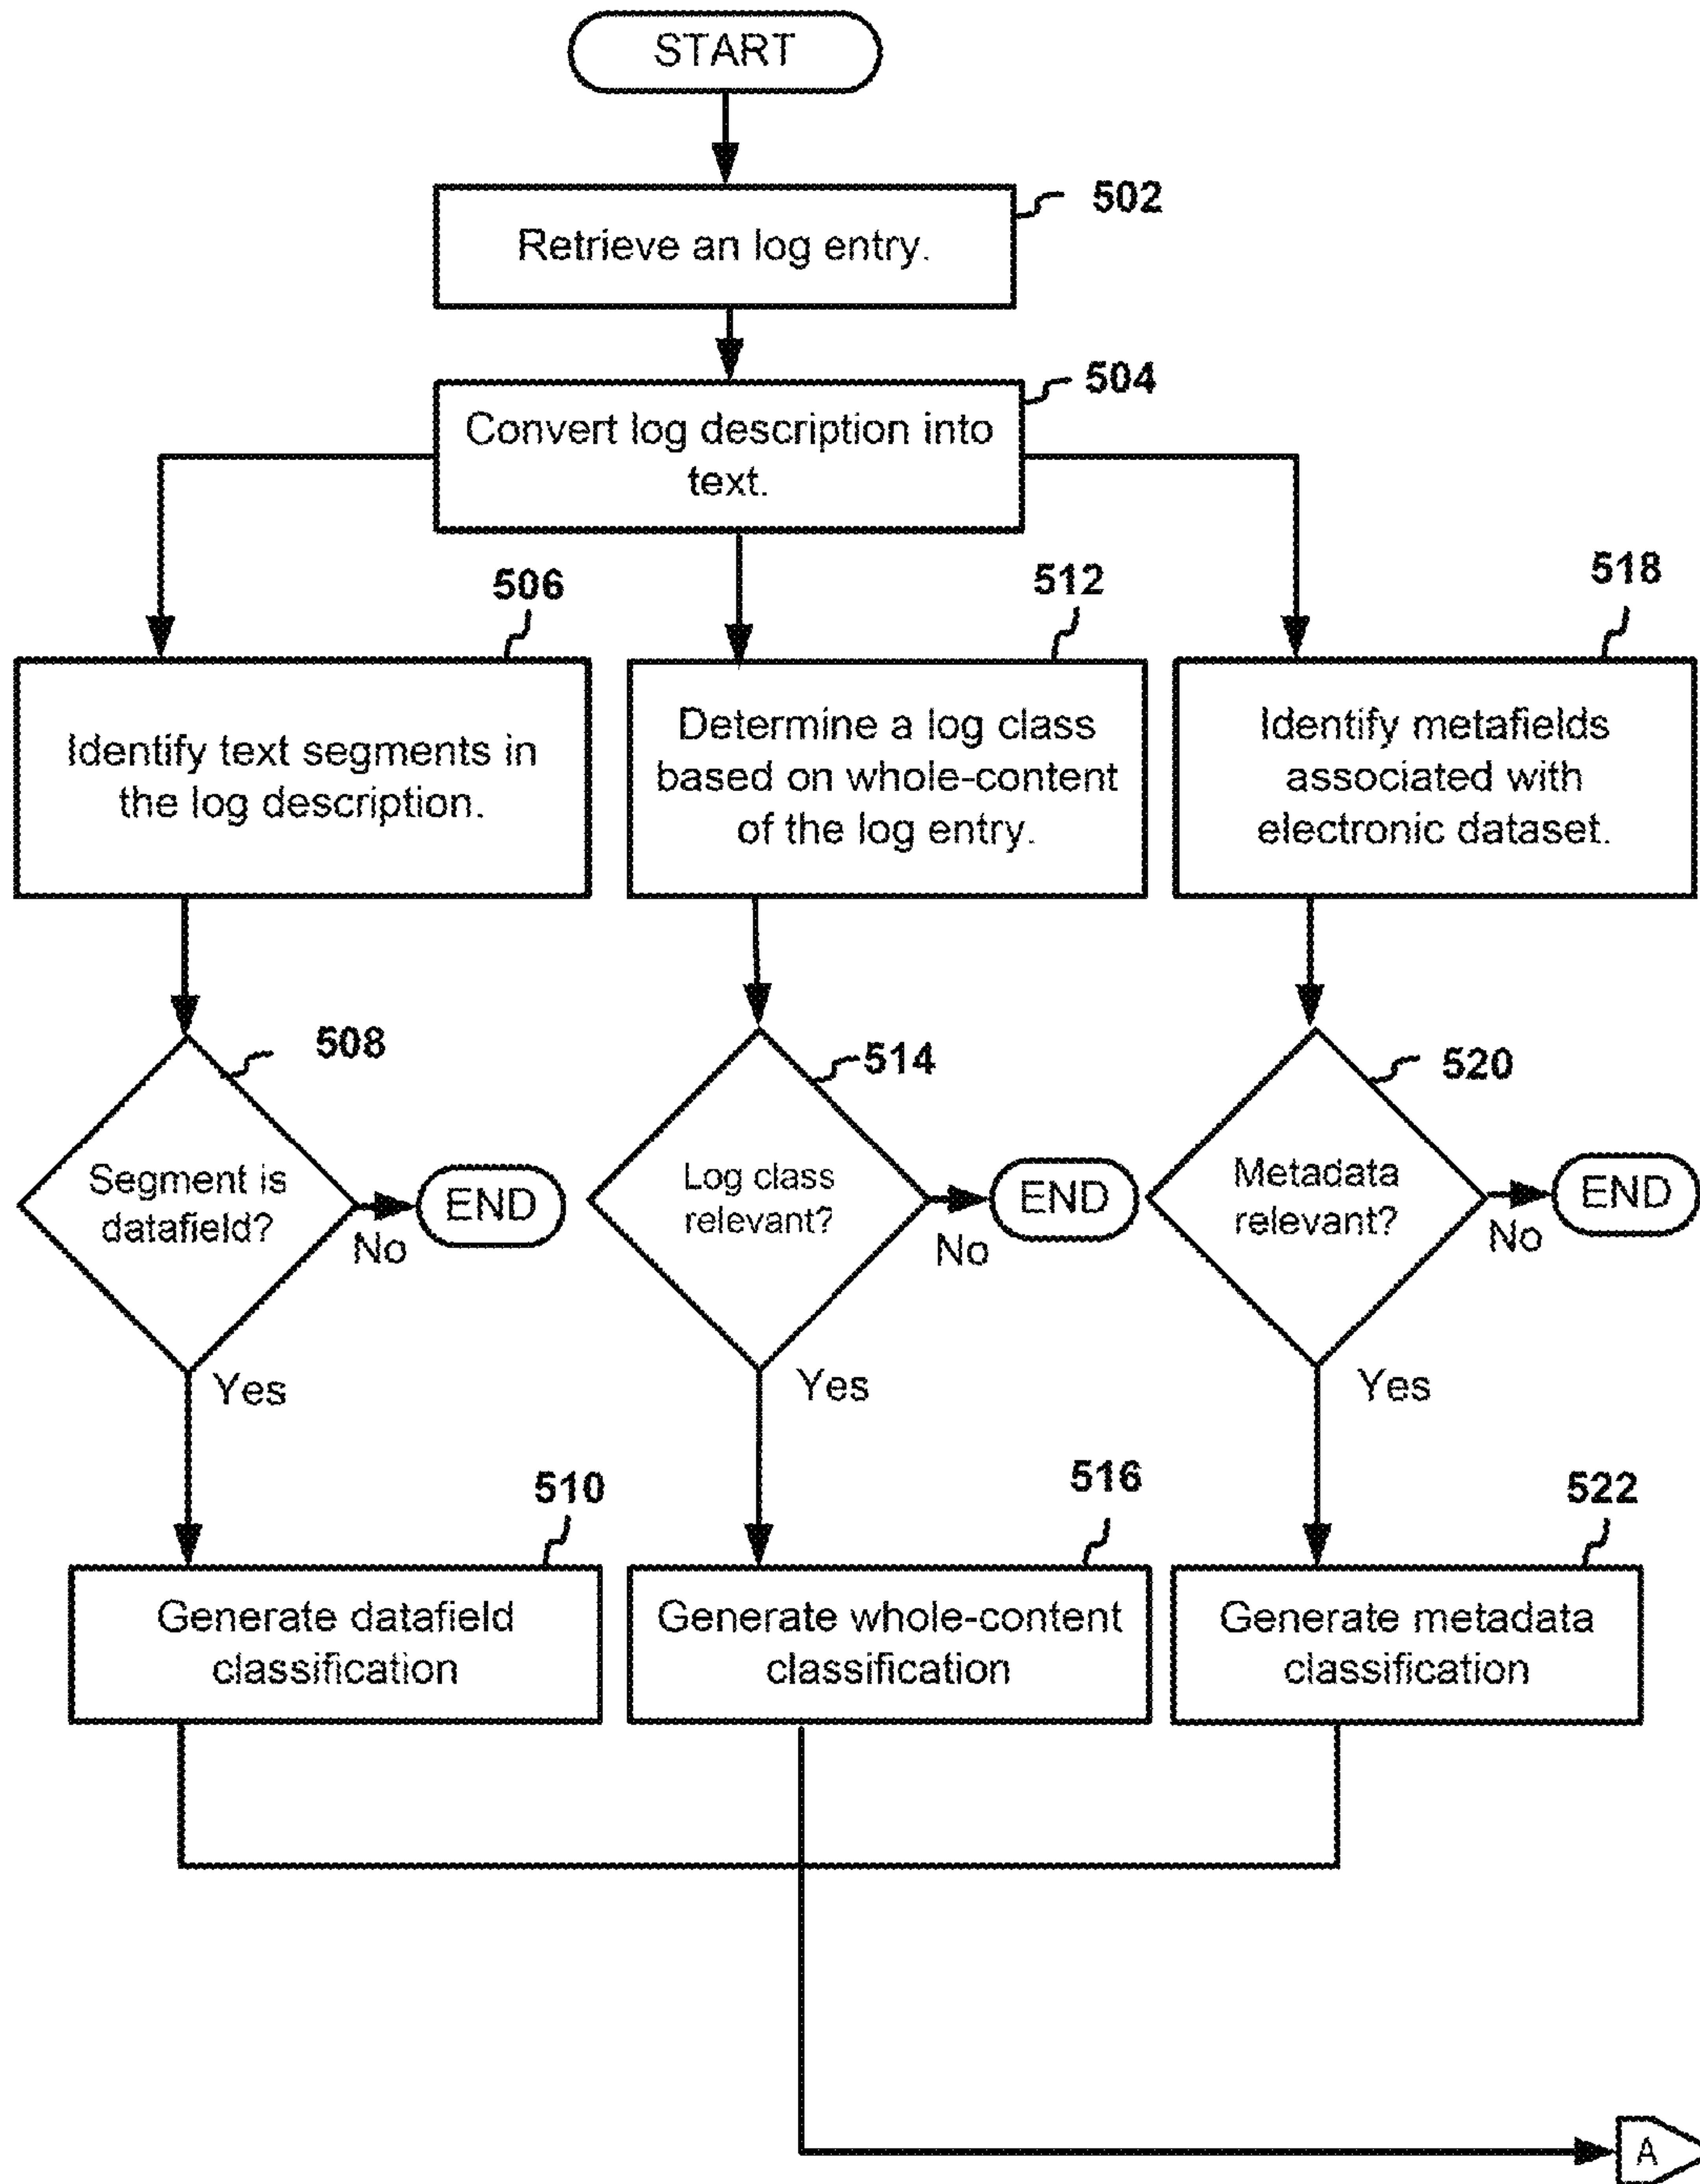 START
502
Retrieve an log entry.
504
Convert log description into
text.
506
512
518
Identify text segments in
the log description.
Determine a log class
based on whole-content
of the log entry.
Identify metafields
associated with
electronic dataset.
508
514
520
Segment is
datafield?
END
No
Log class
relevant?
END
No
Metadata
relevant?
END
No
Yes
Yes
Yes
510
516
522
Generate datafield
classification
Generate whole-content
classification
Generate metadata
classification
A